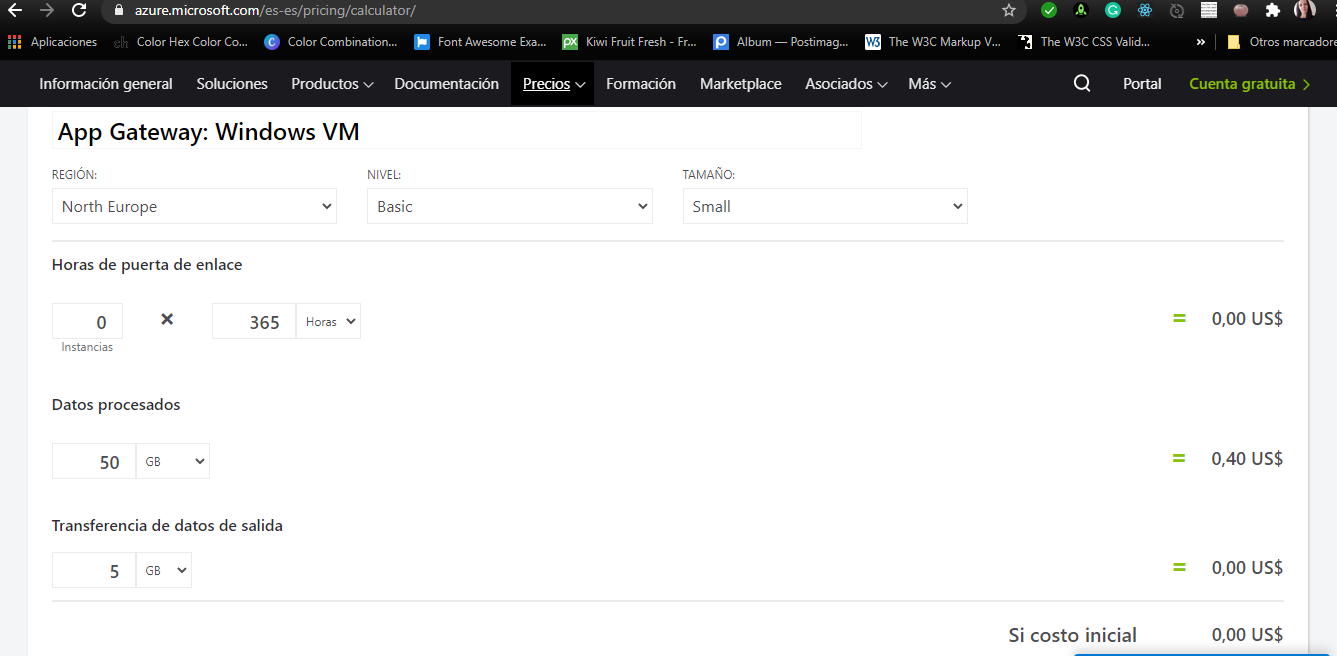 azure.microsoft.com/es-es/pricing/calculator/
Aplicaciones ch Color Hex Color Co... C Color Combination... Font Awesome Exa... px Kiwi Fruit Fresh - Fr... P Album — Postimag... W3 The W3C Markup V... The W3C CSS Valid... » Otros marcadore
Información general Soluciones Productos Documentación Precios Formación Marketplace Asociados Más Portal Cuenta gratuita
App Gateway: Windows VM
REGIÓN: NIVEL: TAMAÑO:
North Europe Basic Small
Horas de puerta de enlace
0 × 365 Horas = 0,00 US$
Instancias
Datos procesados
50 GB = 0,40 US$
Transferencia de datos de salida
5 GB = 0,00 US$
Si costo inicial 0,00 US$